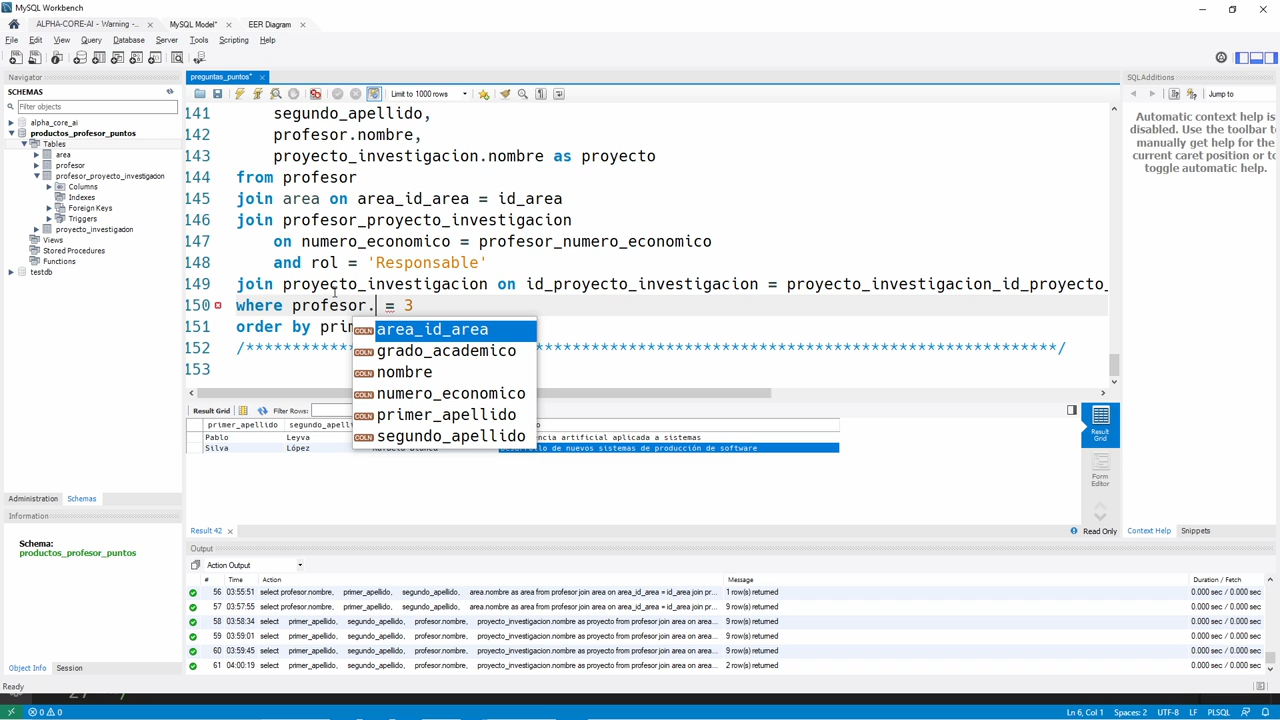 MySQL Workbench
ALPHA-CORE-AI - Warning -...
MySQL Model*
EER Diagram
File Edit View Query Database Server Tools Scripting Help
Navigator
SCHEMAS
Filter objects
alpha_core_ai
productos_profesor_puntos
Tables
area
profesor
profesor_proyecto_investigadon
Columns
Indexes
Foreign Keys
Triggers
proyecto_investigadon
Views
Stored Procedures
Functions
testdb
Administration Schemas
Information
Schema:
productos_profesor_puntos
Object Info Session
Ready
preguntas_puntos*
Limit to 1000 rows
141 segundo_apellido,
142 profesor.nombre,
143 proyecto_investigacion.nombre as proyecto
144 from profesor
145 join area on area_id_area = id_area
146 join profesor_proyecto_investigacion
147 on numero_economico = profesor_numero_economico
148 and rol = 'Responsable'
149 join proyecto_investigacion on id_proyecto_investigacion = proyecto_investigacion_id_proyecto_
150 where profesor. = 3
151 order by prim
152
153
COLN area_id_area
COLN grado_academico
COLN nombre
COLN numero_economico
COLN primer_apellido
COLN segundo_apellido
Result Grid Filter Rows:
primer_apellido
Pablo Leyva encia artificial aplicada a sistemas
Silva López de nuevos sistemas de producción de software
Result Grid
Form Editor
Result 42
Read Only
SQLAdditions
Jump to
Automatic context help is
disabled. Use the toolbar to
manually get help for the
current caret position or to
toggle automatic help.
Context Help Snippets
Output
Action Output
# Time Action Message Duration / Fetch
56 03:55:51 select profesor.nombre, primer_apellido, segundo_apellido, area.nombre as area from profesor join area on area_id_area = id_area join pr... 1 row(s) returned 0.000 sec / 0.000 sec
57 03:57:55 select profesor.nombre, primer_apellido, segundo_apellido, area.nombre as area from profesor join area on area_id_area = id_area join pr... 9 row(s) returned 0.000 sec / 0.000 sec
58 03:58:34 select primer_apellido, segundo_apellido, profesor.nombre, proyecto_investigacion.nombre as proyecto from profesor join area on area... 9 row(s) returned 0.000 sec / 0.000 sec
59 03:59:01 select primer_apellido, segundo_apellido, profesor.nombre, proyecto_investigacion.nombre as proyecto from profesor join area on area... 9 row(s) returned 0.000 sec / 0.000 sec
60 03:59:45 select primer_apellido, segundo_apellido, profesor.nombre, proyecto_investigacion.nombre as proyecto from profesor join area on area... 9 row(s) returned 0.000 sec / 0.000 sec
61 04:00:19 select primer_apellido, segundo_apellido, profesor.nombre, proyecto_investigacion.nombre as proyecto from profesor join area on area... 2 row(s) returned 0.000 sec / 0.000 sec
0 0
Ln 6, Col 1 Spaces: 2 UTF-8 LF PLSQL